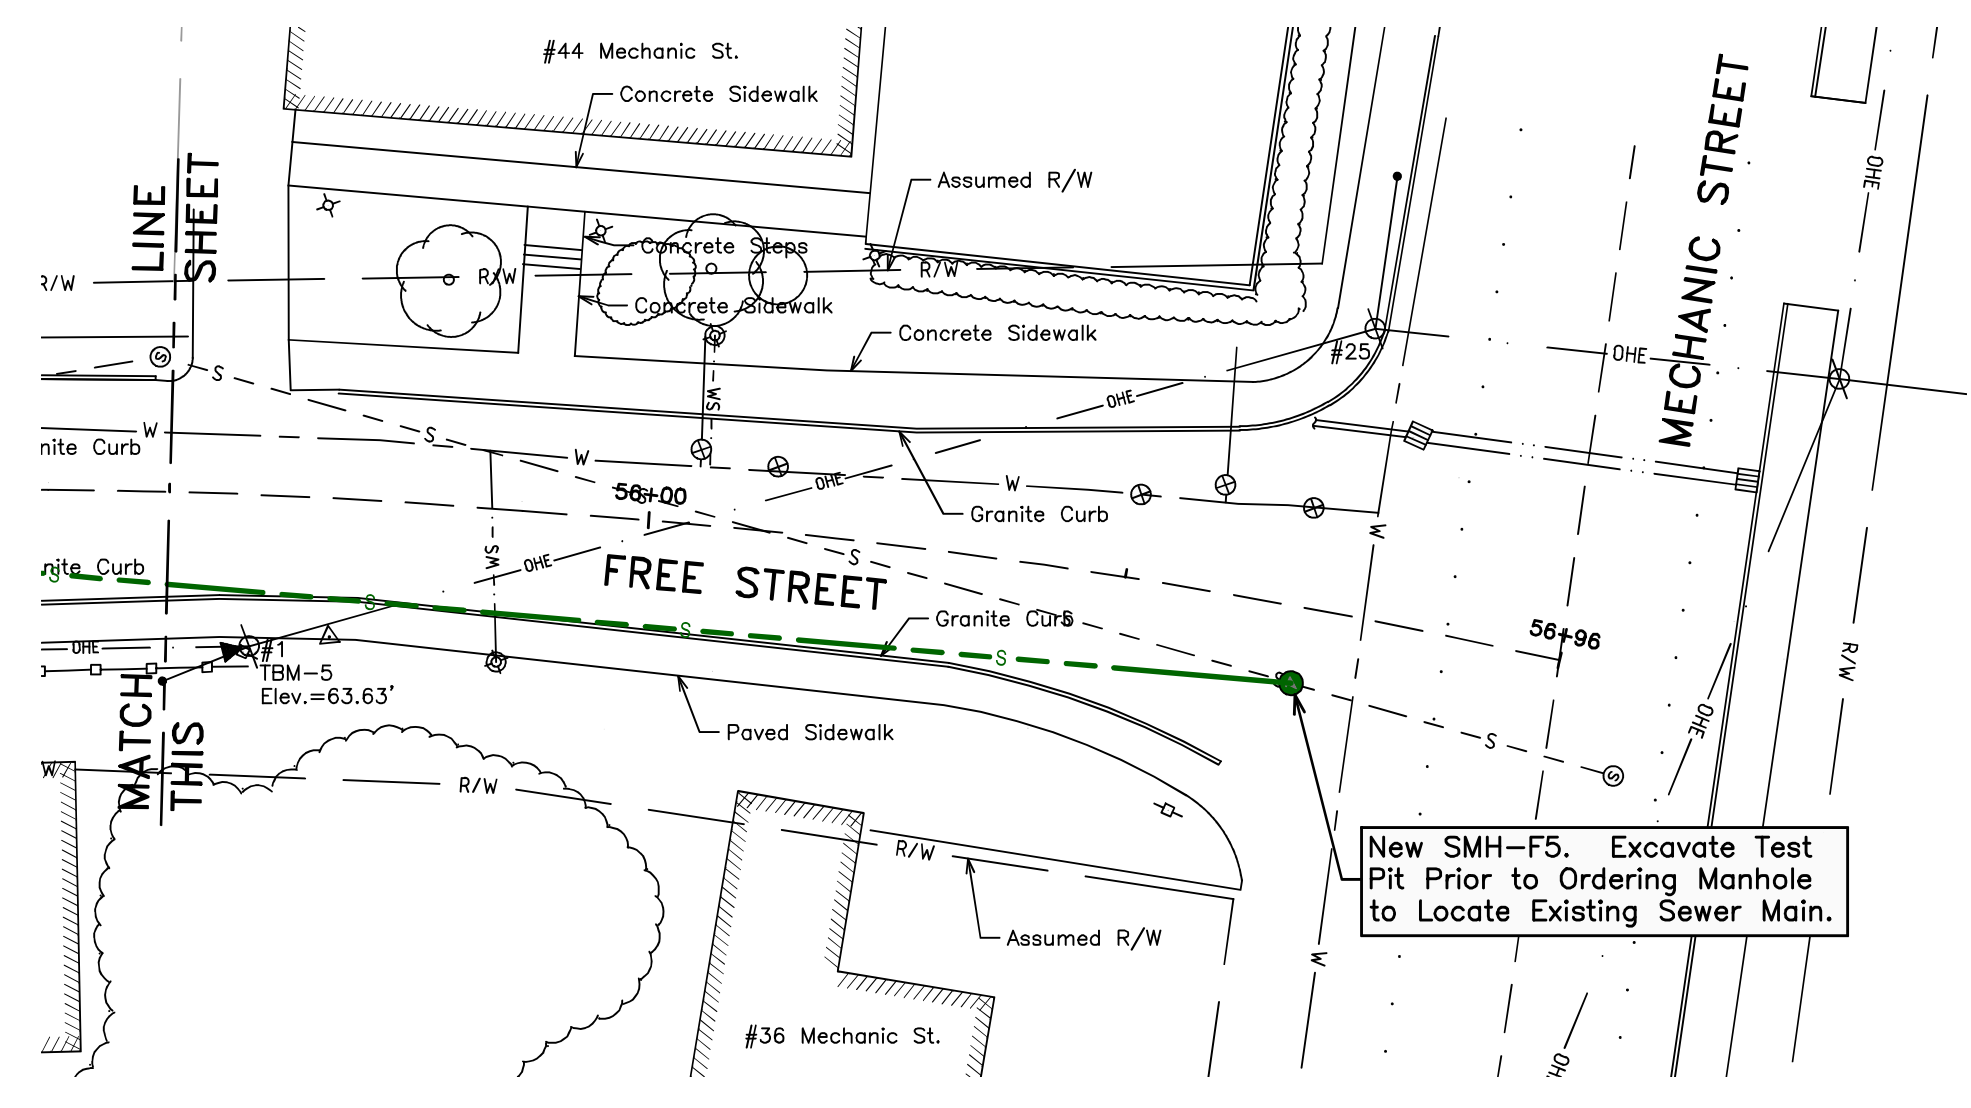 #44 Mechanic St.
Concrete Sidewalk
MECHANIC STREET
OHE
LINE
SHEET
Assumed R/W
Concrete Steps
R/W
R/W
R/W
Concrete Sidewalk
Concrete Sidewalk
#25
OHE
S
S
OHE
WS
W
S
W
nite Curb
OHE
W
56+00
S
Granite Curb
W
WS
OHE
S
FREE STREET
nite Curb
S
S
S
Granite Curb
S
56+96
S
OHE
#1
TBM-5
Elev.=63.63'
R/W
MATCH
THIS
Paved Sidewalk
OHE
S
S
W
R/W
New SMH-F5. Excavate Test
Pit Prior to Ordering Manhole
to Locate Existing Sewer Main.
R/W
Assumed R/W
W
#36 Mechanic St.
OH